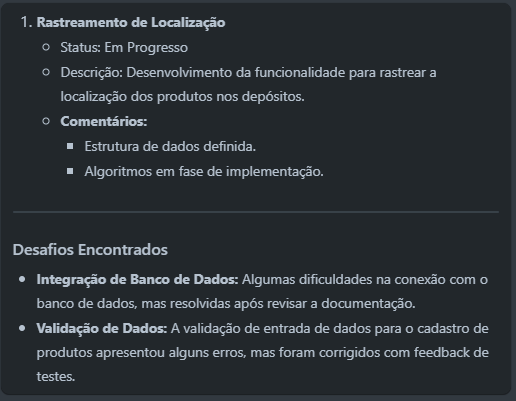 1. Rastreamento de Localização
Status: Em Progresso
Descrição: Desenvolvimento da funcionalidade para rastrear a
localização dos produtos nos depósitos.
Comentários:
Estrutura de dados definida.
Algoritmos em fase de implementação.
Desafios Encontrados
Integração de Banco de Dados: Algumas dificuldades na conexão com o
banco de dados, mas resolvidas após revisar a documentação.
Validação de Dados: A validação de entrada de dados para o cadastro de
produtos apresentou alguns erros, mas foram corrigidos com feedback de
testes.